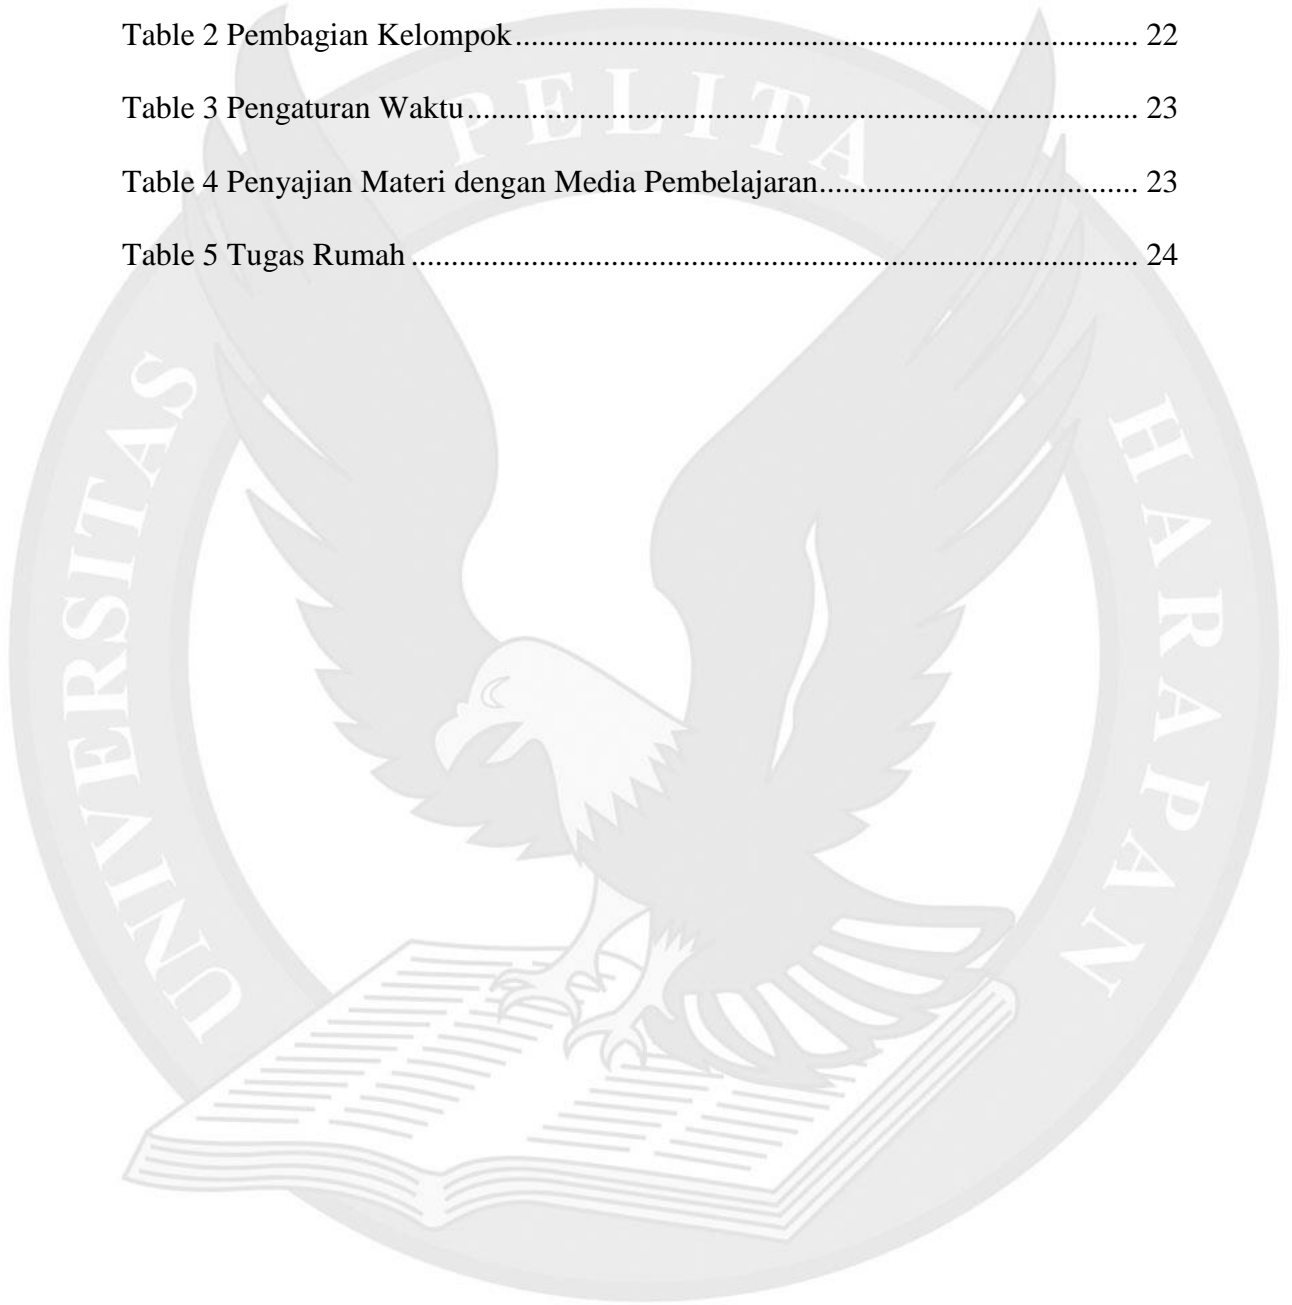 Table 2 Pembagian Kelompok............................................................................... 22
Table 3 Pengaturan Waktu..................................................................................... 23
Table 4 Penyajian Materi dengan Media Pembelajaran........................................ 23
Table 5 Tugas Rumah ............................................................................................ 24
UNIVERSITAS PELITA HARAPAN